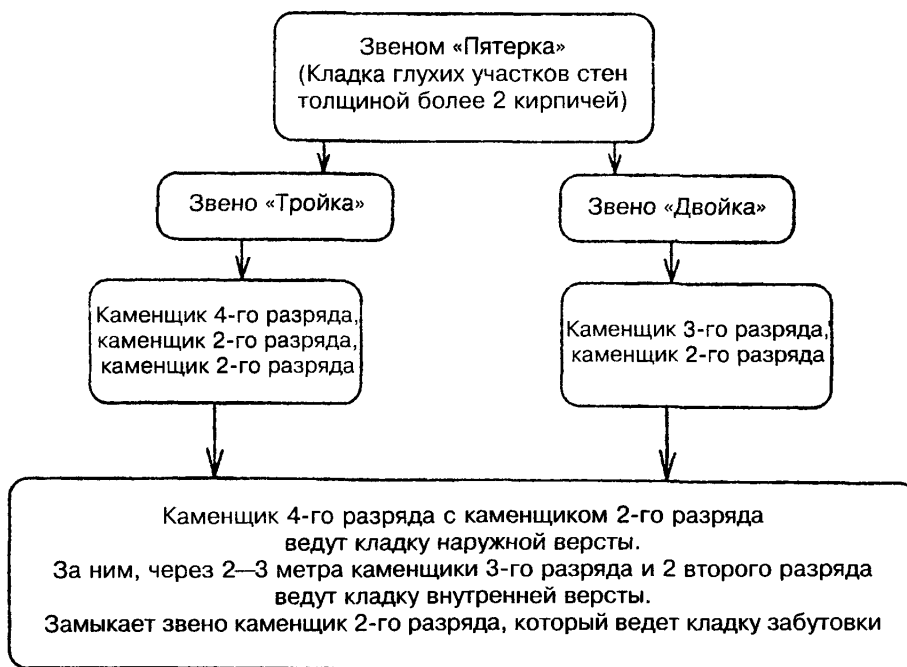 Звеном «Пятерка»
(Кладка глухих участков стен
толщиной более 2 кирпичей)
Звено «Тройка»
Звено «Двойка»
Каменщик 4-го разряда,
каменщик 2-го разряда,
каменщик 2-го разряда
Каменщик 3-го разряда,
каменщик 2-го разряда
Каменщик 4-го разряда с каменщиком 2-го разряда
ведут кладку наружной версты.
За ним, через 2—3 метра каменщики 3-го разряда и 2 второго разряда
ведут кладку внутренней версты.
Замыкает звено каменщик 2-го разряда, который ведет кладку забутовки